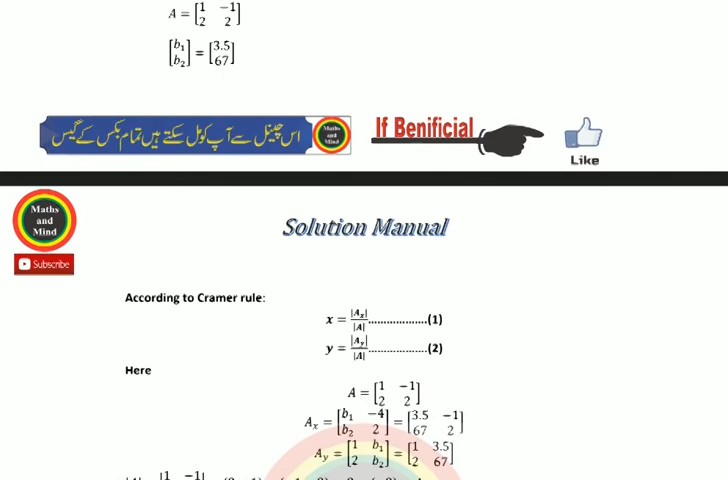 A = [1 -1
2 2]
[b₁
b₂] = [3.5
67]
اس چینل سے آپ کو مل سکتے ہیں تمام بکس کے گیس
Maths
and
Mind
If Benificial
Like
Maths
and
Mind
Subscribe
Solution Manual
According to Cramer rule:
x = |Aₓ|/|A|..................(1)
y = |Aᵧ|/|A|..................(2)
Here
A = [1 -1
2 2]
Aₓ = [b₁ -4
b₂ 2] = [3.5 -1
67 2]
Aᵧ = [1 b₁
2 b₂] = [1 3.5
2 67]